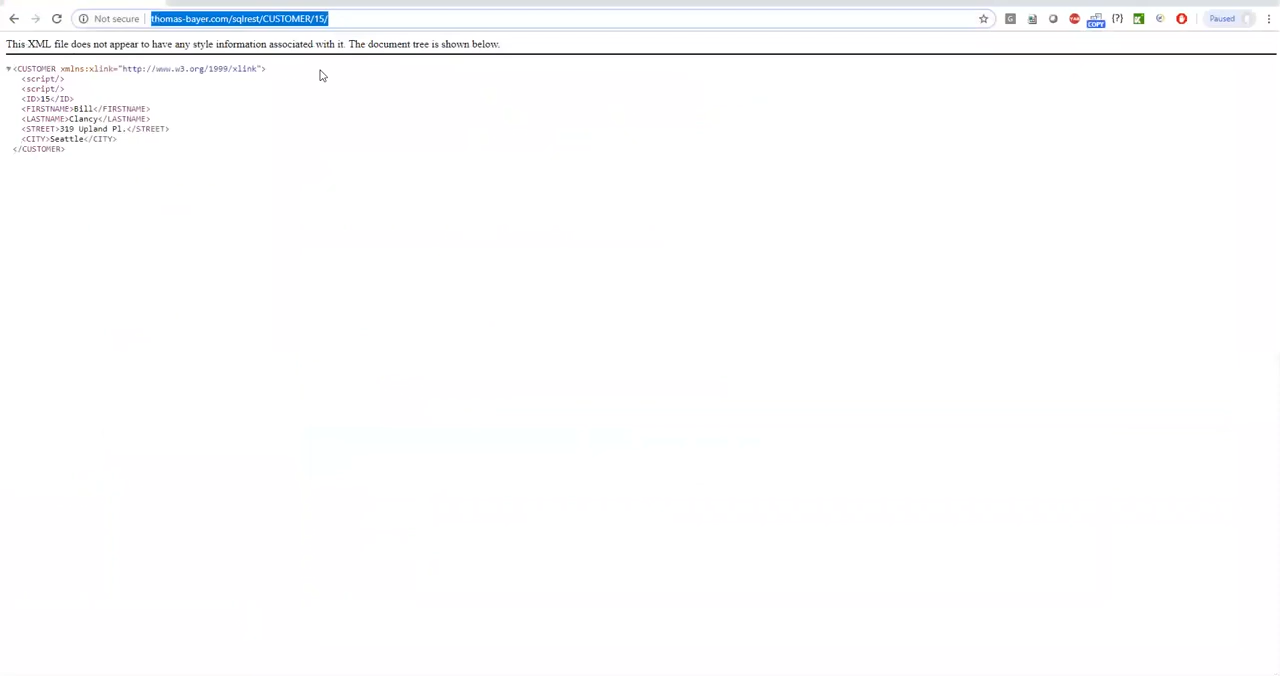 Not secure thomas-bayer.com/sqlrest/CUSTOMER/15/ COPY {?} Paused
This XML file does not appear to have any style information associated with it. The document tree is shown below.
▼<CUSTOMER xmlns:xlink="http://www.w3.org/1999/xlink">
<script/>
<script/>
<ID>15</ID>
<FIRSTNAME>Bill</FIRSTNAME>
<LASTNAME>Clancy</LASTNAME>
<STREET>319 Upland Pl.</STREET>
<CITY>Seattle</CITY>
</CUSTOMER>